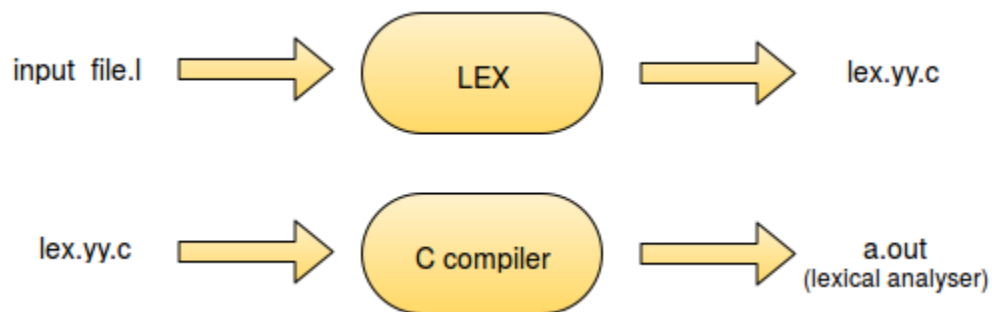 input file.l
LEX
lex.yy.c
lex.yy.c
C compiler
a.out
(lexical analyser)